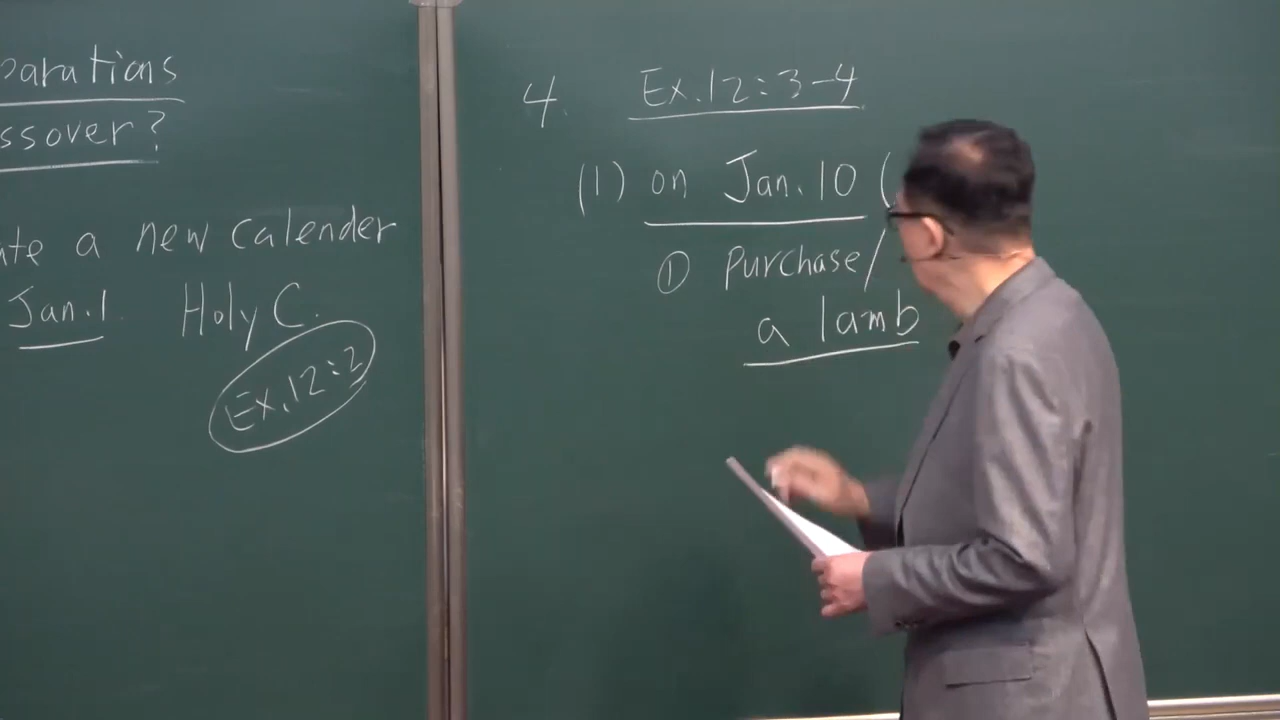 parations
ssover?
ate a new calender
Jan.1. Holy C.
Ex.12:2
4. Ex.12:3-4
(1) on Jan.10 (
① Purchase/
a lamb